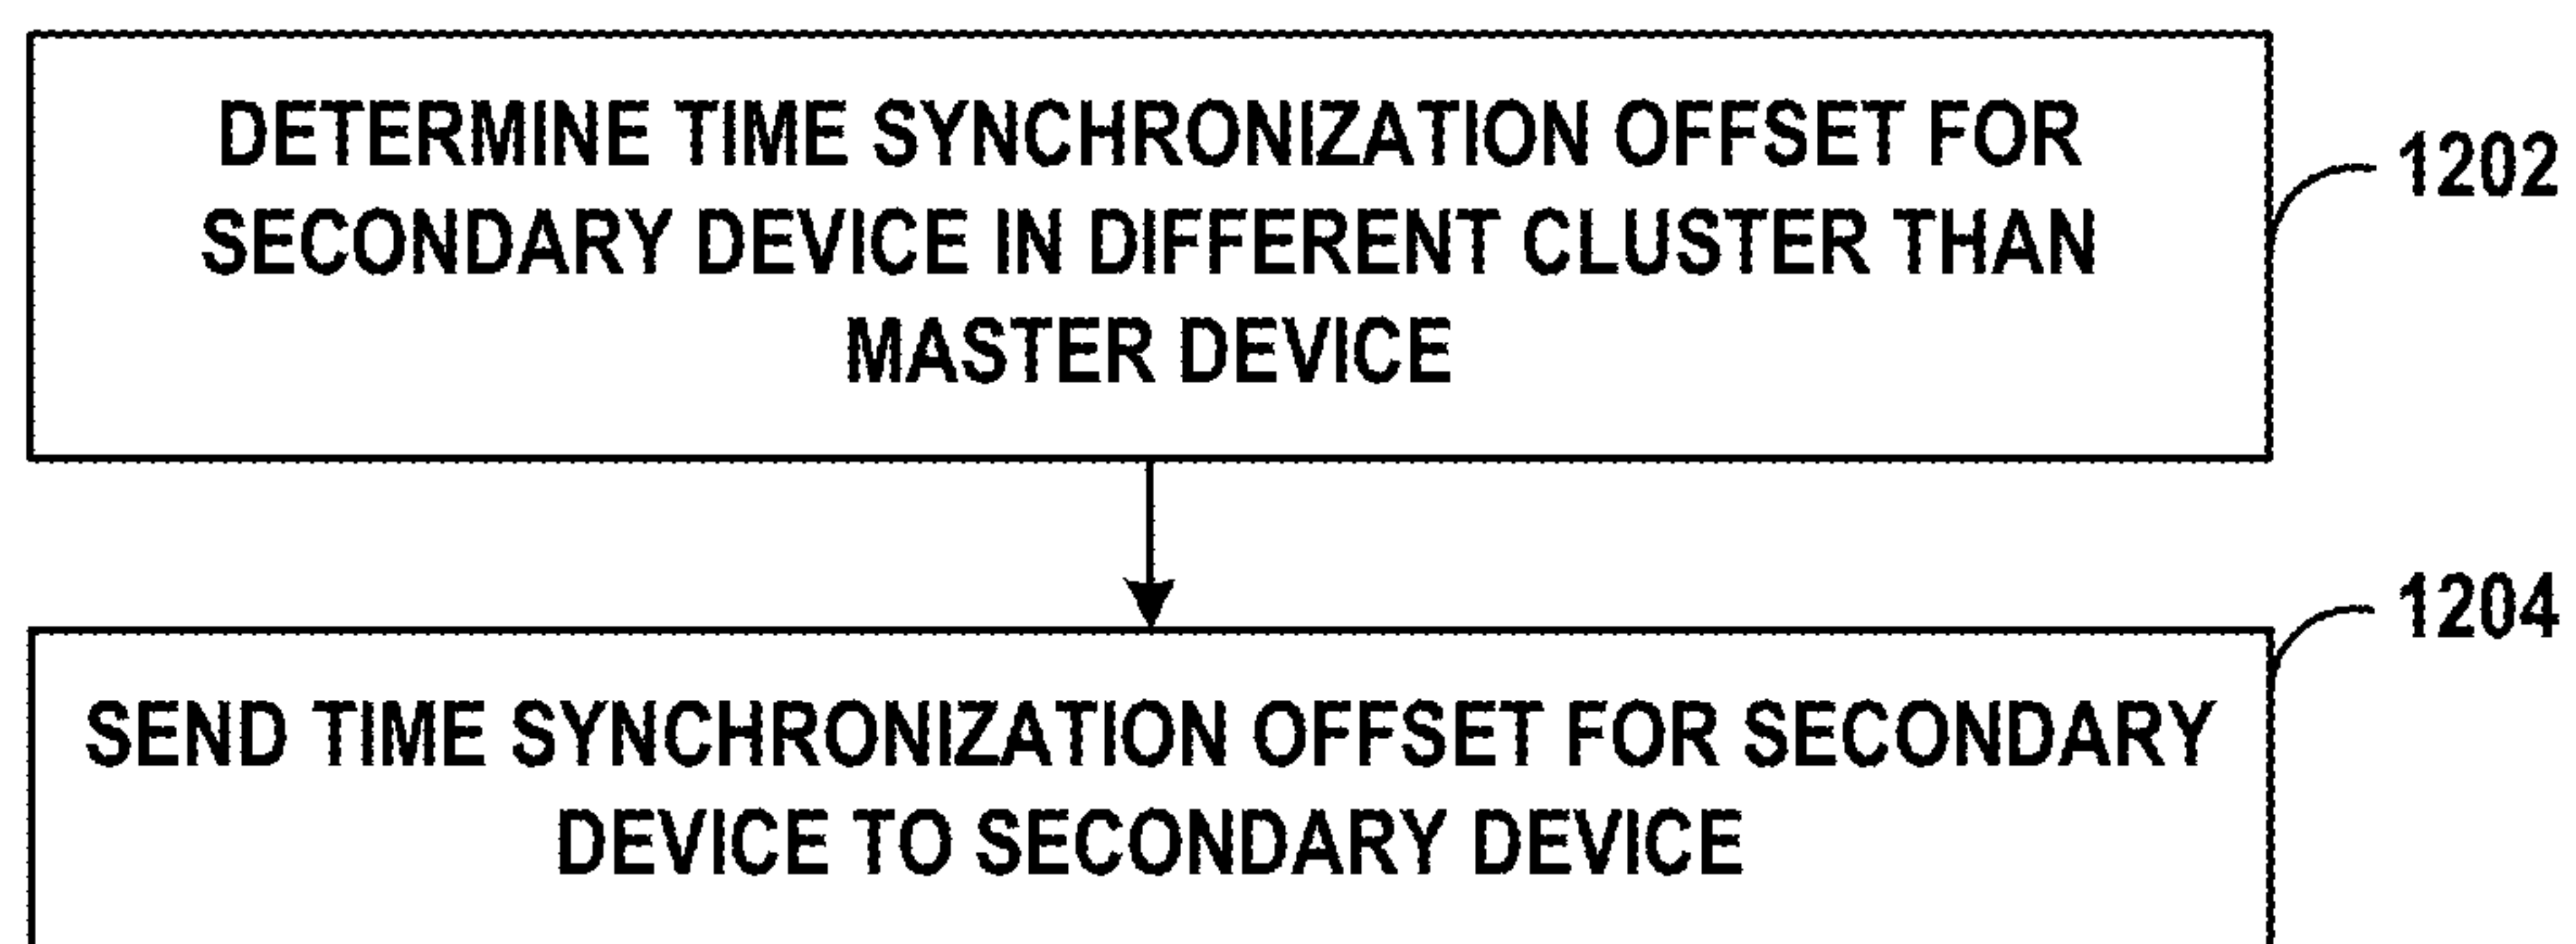 DETERMINE TIME SYNCHRONIZATION OFFSET FOR
SECONDARY DEVICE IN DIFFERENT CLUSTER THAN
MASTER DEVICE
1202
1204
SEND TIME SYNCHRONIZATION OFFSET FOR SECONDARY
DEVICE TO SECONDARY DEVICE